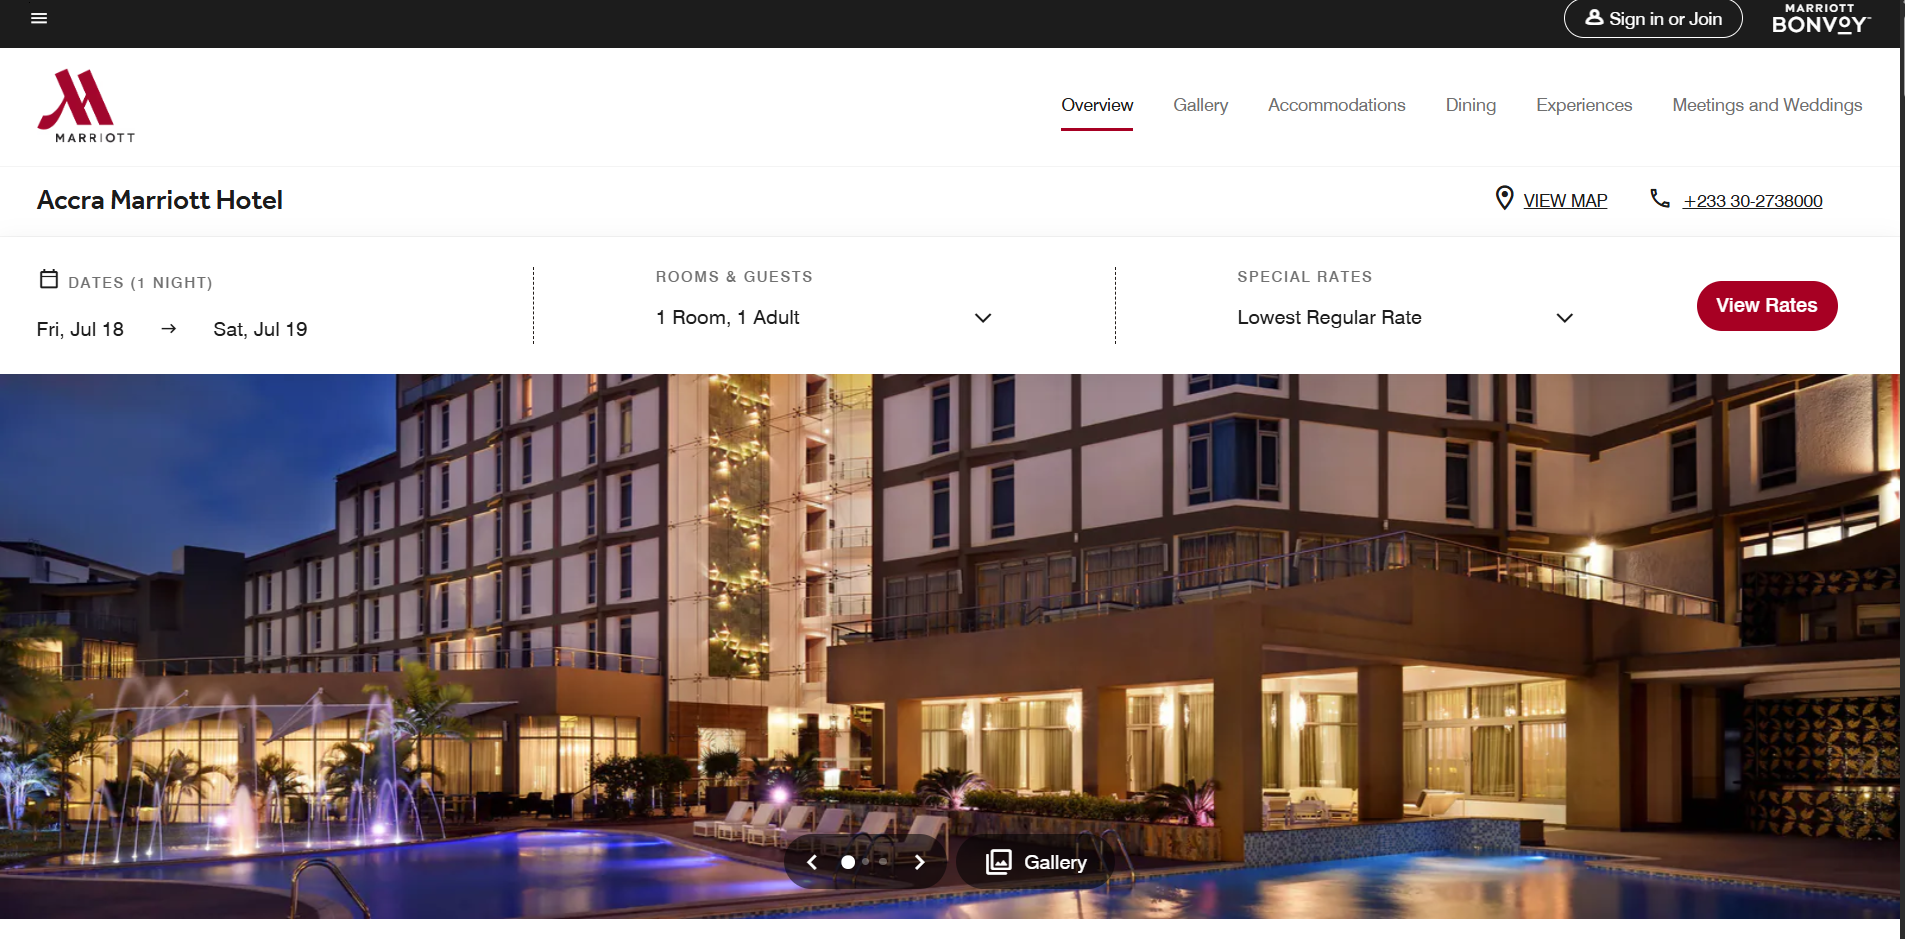 Sign in or Join
MARRIOTT
BONVOY™
MARRIOTT
Overview
Gallery
Accommodations
Dining
Experiences
Meetings and Weddings
Accra Marriott Hotel
VIEW MAP
+233 30-2738000
DATES (1 NIGHT)
Fri, Jul 18 → Sat, Jul 19
ROOMS & GUESTS
1 Room, 1 Adult
SPECIAL RATES
Lowest Regular Rate
View Rates
Gallery